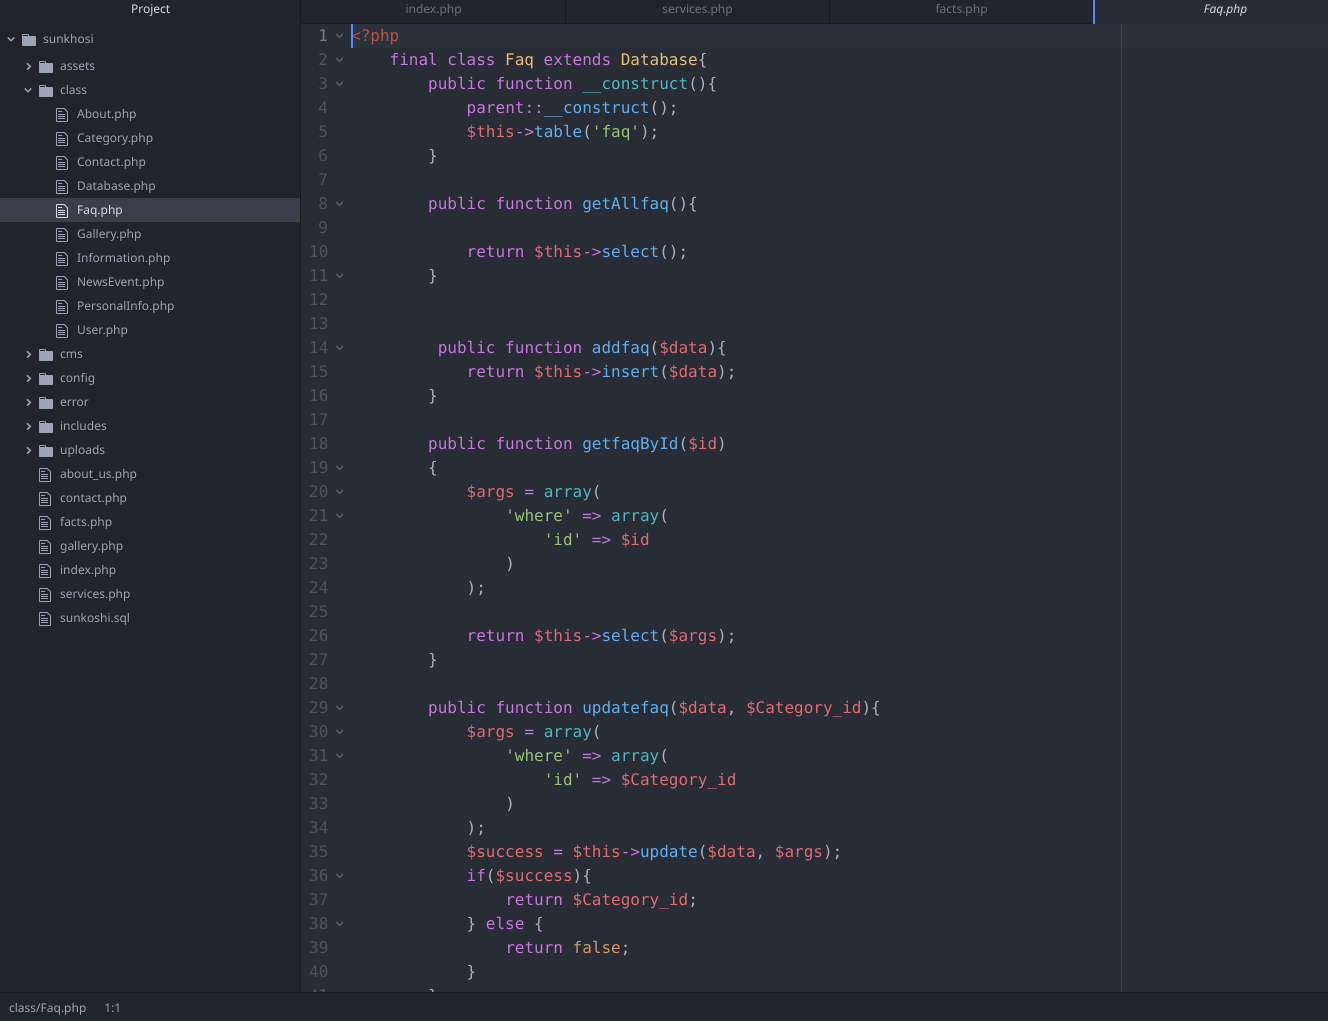 Project
index.php
services.php
facts.php
Faq.php
sunkhosi
assets
class
About.php
Category.php
Contact.php
Database.php
Faq.php
Gallery.php
Information.php
NewsEvent.php
PersonalInfo.php
User.php
cms
config
error
includes
uploads
about_us.php
contact.php
facts.php
gallery.php
index.php
services.php
sunkoshi.sql
1 <?php
2     final class Faq extends Database{
3         public function __construct(){
4             parent::__construct();
5             $this->table('faq');
6         }
7
8         public function getAllfaq(){
9
10             return $this->select();
11         }
12
13
14          public function addfaq($data){
15             return $this->insert($data);
16         }
17
18         public function getfaqById($id)
19         {
20             $args = array(
21                 'where' => array(
22                     'id' => $id
23                 )
24             );
25
26             return $this->select($args);
27         }
28
29         public function updatefaq($data, $Category_id){
30             $args = array(
31                 'where' => array(
32                     'id' => $Category_id
33                 )
34             );
35             $success = $this->update($data, $args);
36             if($success){
37                 return $Category_id;
38             } else {
39                 return false;
40             }
class/Faq.php 1:1